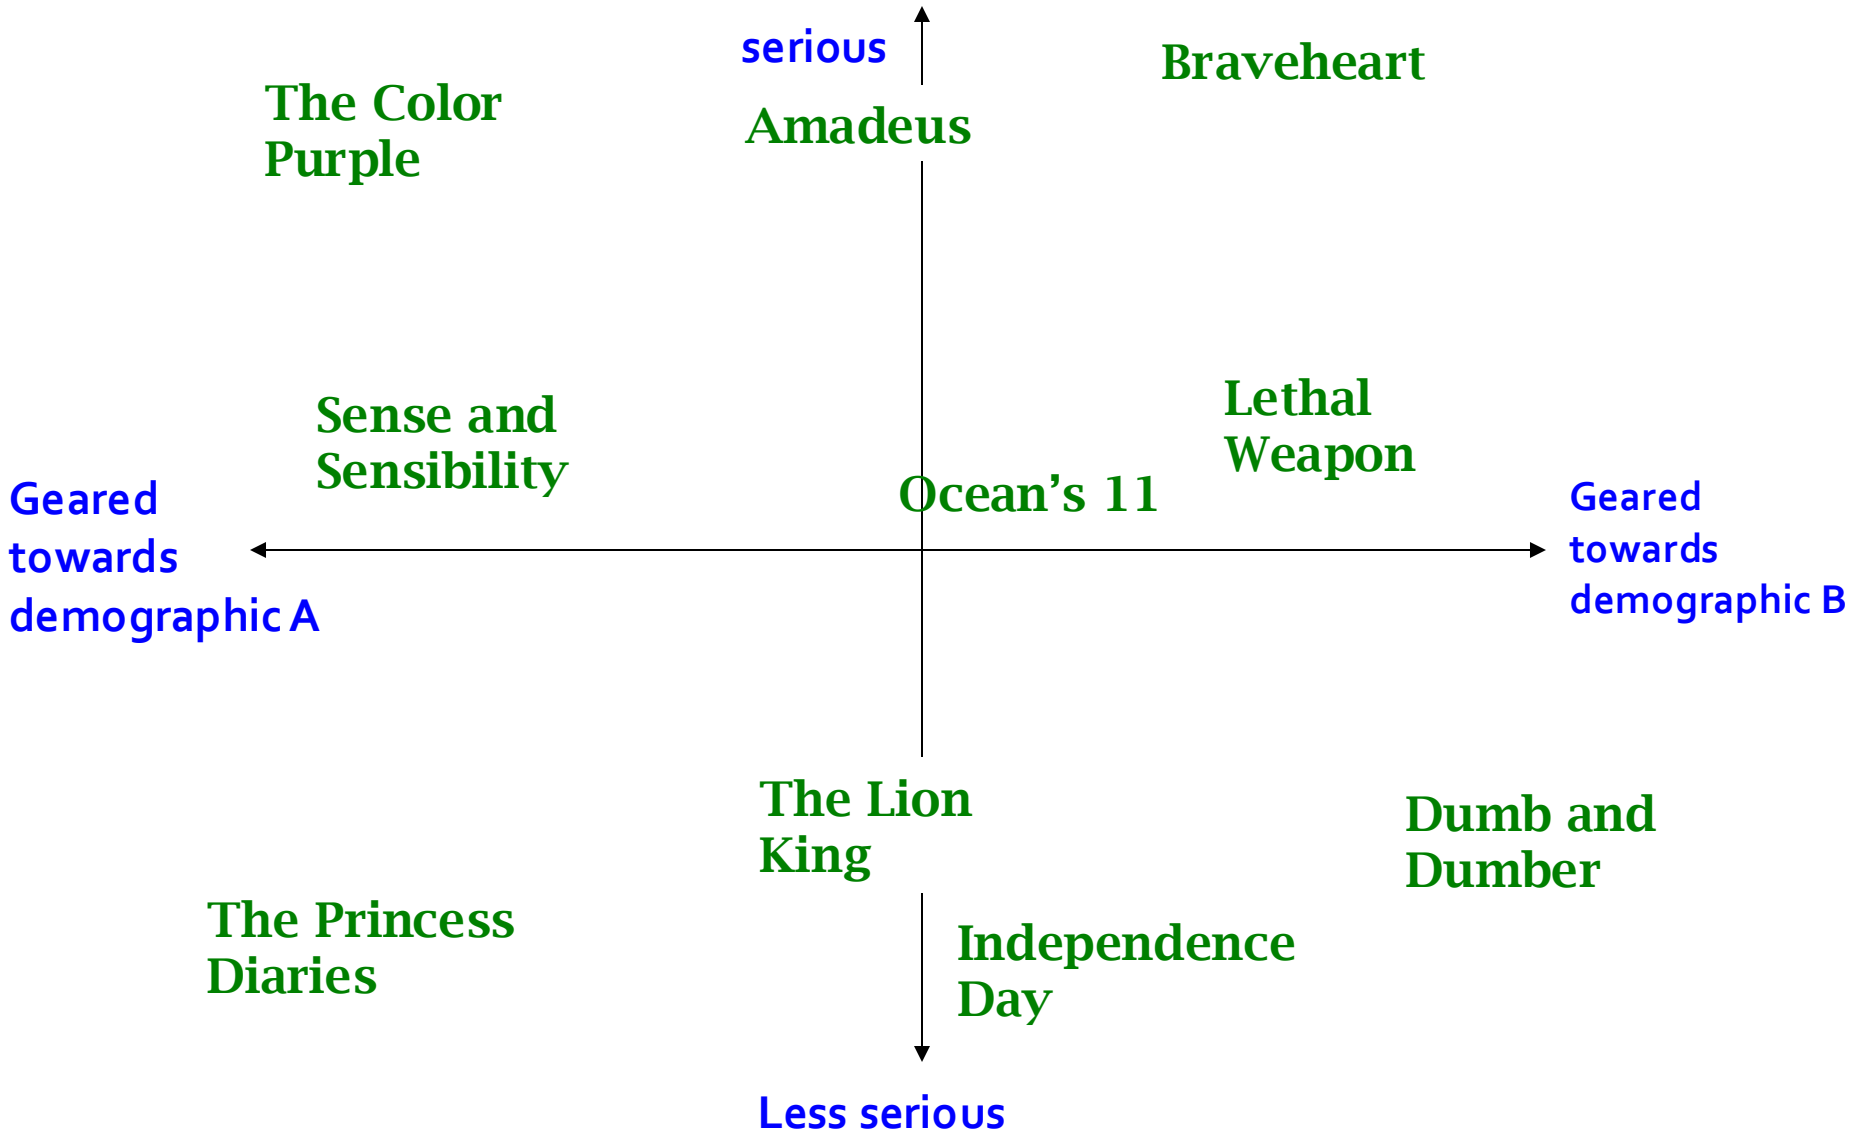 serious
Braveheart
The Color
Purple
Amadeus
Sense and
Sensibility
Lethal
Weapon
Ocean’s 11
Geared
towards
demographic A
Geared
towards
demographic B
The Lion
King
Dumb and
Dumber
The Princess
Diaries
Independence
Day
Less serious